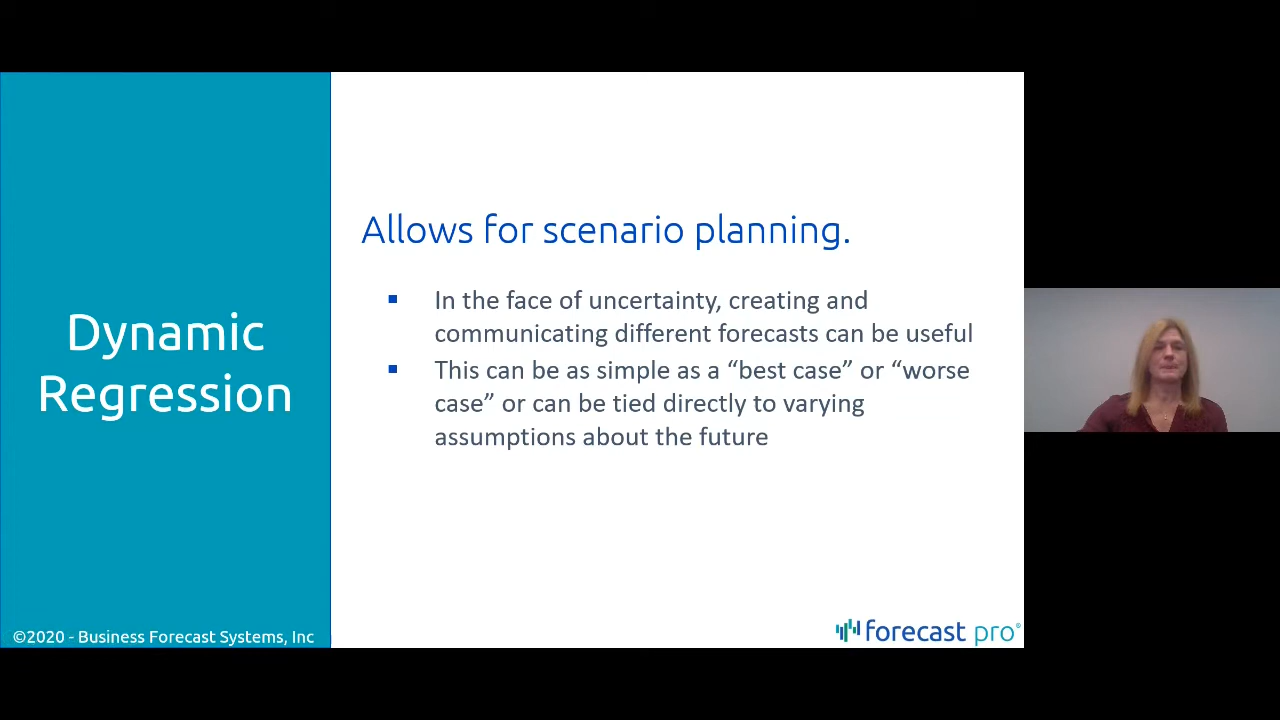 Dynamic
Regression
©2020 - Business Forecast Systems, Inc
Allows for scenario planning.
▪ In the face of uncertainty, creating and
communicating different forecasts can be useful
▪ This can be as simple as a “best case” or “worse
case” or can be tied directly to varying
assumptions about the future
forecast pro®